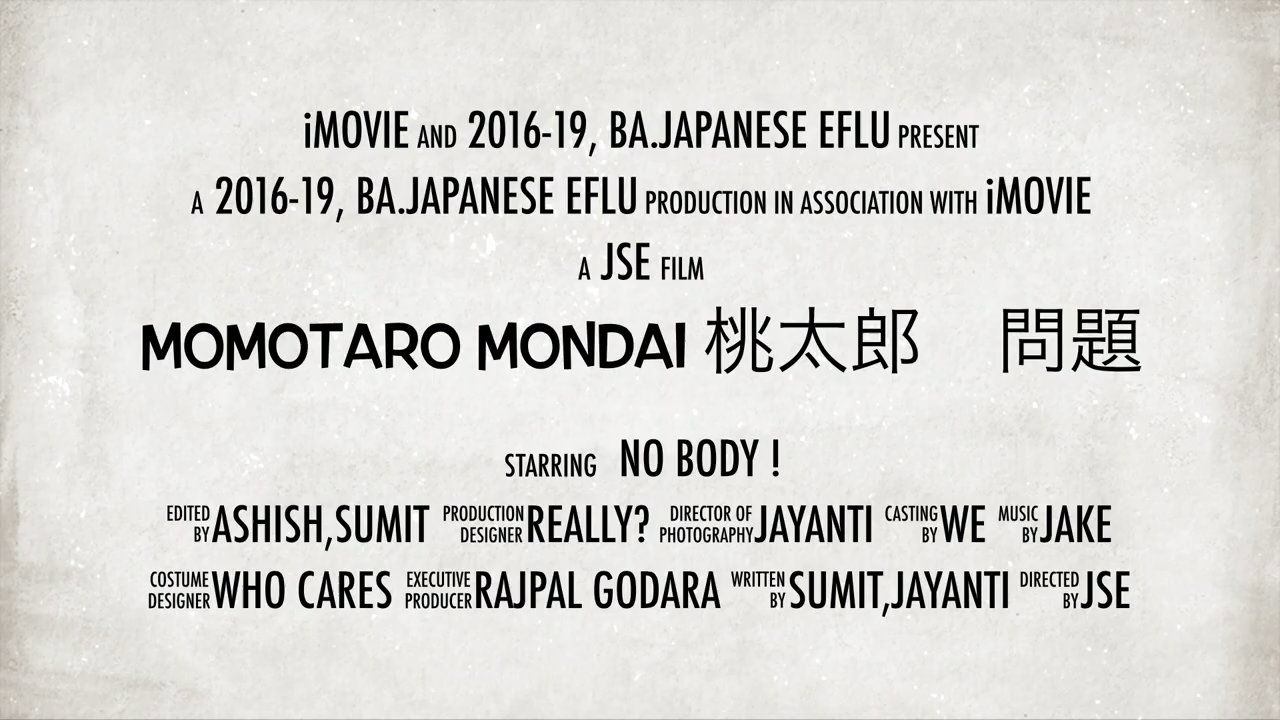 iMOVIE AND 2016-19, BA.JAPANESE EFLU PRESENT
A 2016-19, BA.JAPANESE EFLU PRODUCTION IN ASSOCIATION WITH iMOVIE
A JSE FILM
MOMOTARO MONDAI 桃太郎　問題
STARRING NO BODY !
EDITED BY ASHISH,SUMIT PRODUCTION DESIGNER REALLY? DIRECTOR OF PHOTOGRAPHY JAYANTI CASTING BY WE MUSIC BY JAKE
COSTUME DESIGNER WHO CARES EXECUTIVE PRODUCER RAJPAL GODARA WRITTEN BY SUMIT,JAYANTI DIRECTED BY JSE